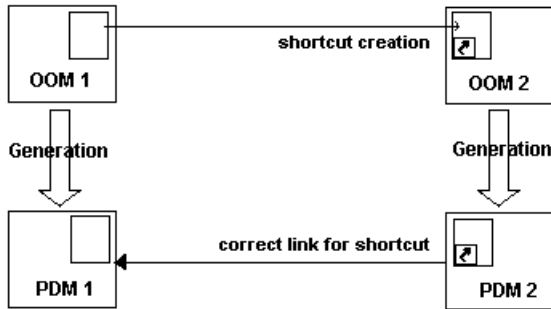 shortcut creation
OOM 1
OOM 2
Generation
Generation
correct link for shortcut
PDM 1
PDM 2